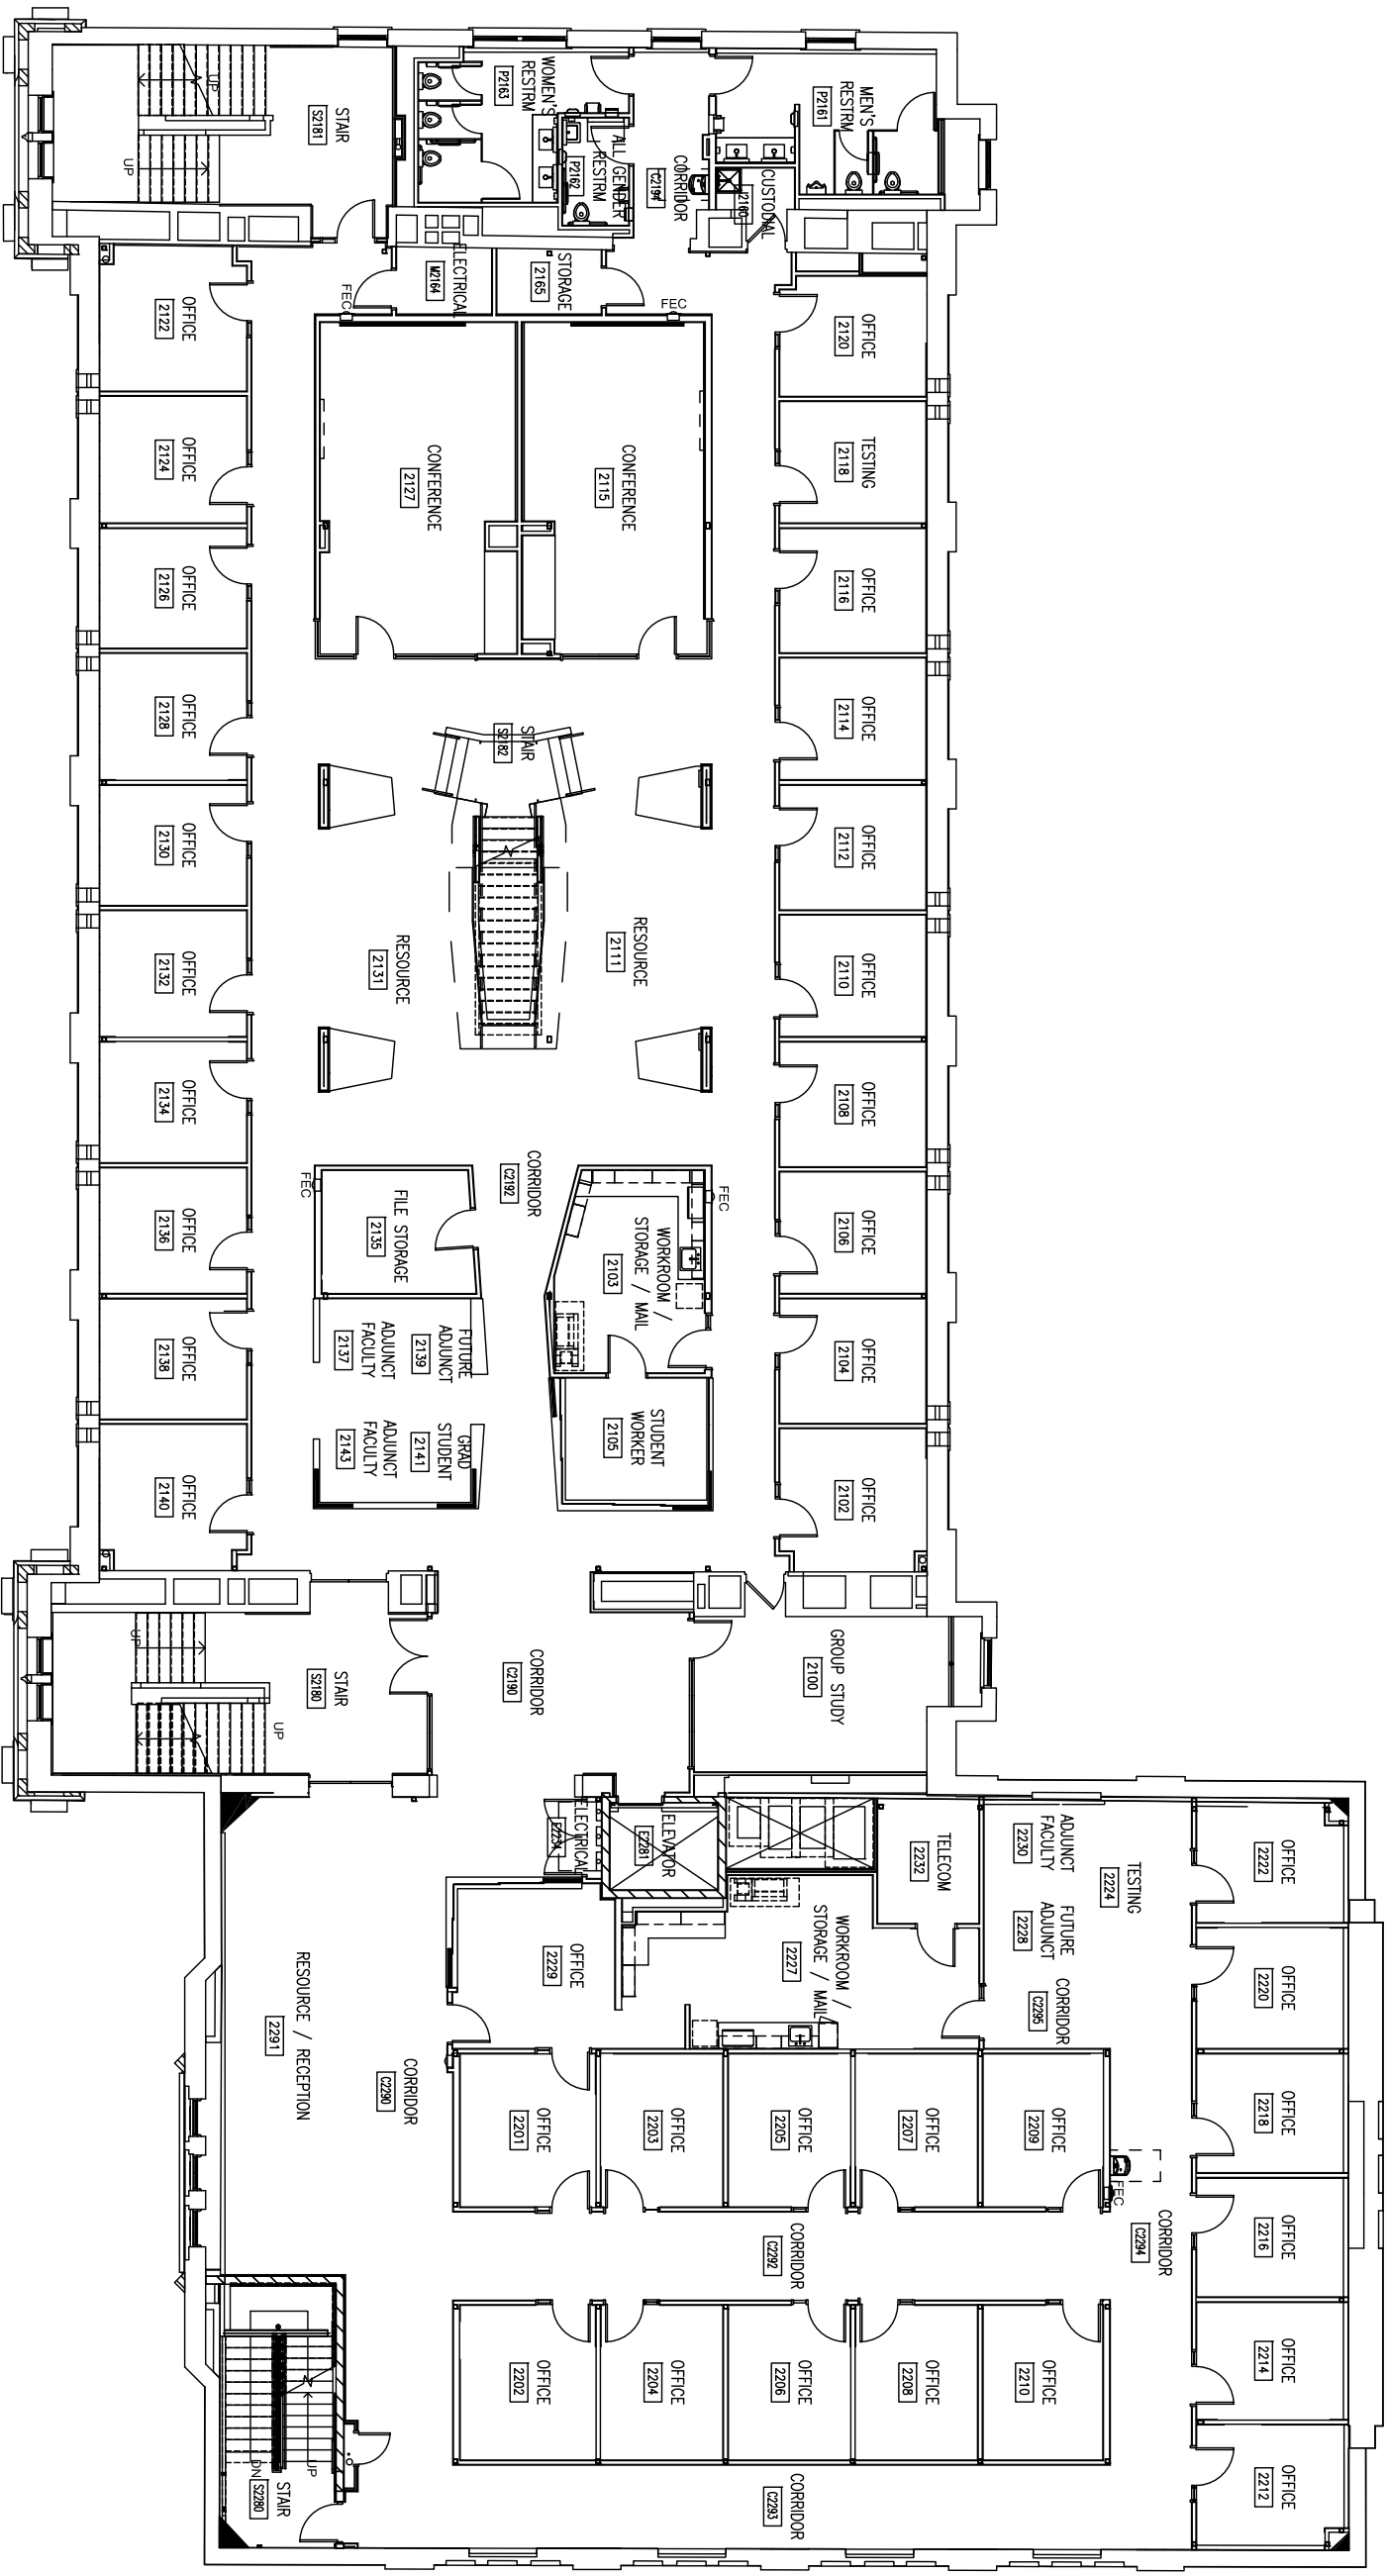 STAIR
S2181
UP
UP
WOMEN'S
RESTRM
P2163
ALL GENDER
RESTRM
P2162
CORRIDOR
C2194
MEN'S
RESTRM
P2161
CUSTODIAL
ELECTRICAL
M2164
STORAGE
2165
FEC
FEC
OFFICE
2122
OFFICE
2124
OFFICE
2126
OFFICE
2128
OFFICE
2130
OFFICE
2132
OFFICE
2134
OFFICE
2136
OFFICE
2138
OFFICE
2140
CONFERENCE
2127
CONFERENCE
2115
OFFICE
2120
TESTING
2118
OFFICE
2116
OFFICE
2114
OFFICE
2112
OFFICE
2110
OFFICE
2108
OFFICE
2106
OFFICE
2104
OFFICE
2102
STAIR
S2182
RESOURCE
2131
RESOURCE
2111
CORRIDOR
C2192
FEC
FEC
FILE STORAGE
2135
WORKROOM /
STORAGE / MAIL
2103
FUTURE
ADJUNCT
2139
ADJUNCT
FACULTY
2137
GRAD
STUDENT
2141
ADJUNCT
FACULTY
2143
STUDENT
WORKER
2105
STAIR
S2180
UP
UP
CORRIDOR
C2190
GROUP STUDY
2100
ELECTRICAL
ELEVATOR
E2281
TELECOM
2232
ADJUNCT
FACULTY
2230
FUTURE
ADJUNCT
2228
TESTING
2224
CORRIDOR
C2295
OFFICE
2229
WORKROOM /
STORAGE / MAIL
2227
RESOURCE / RECEPTION
2291
CORRIDOR
C2290
OFFICE
2201
OFFICE
2203
OFFICE
2205
OFFICE
2207
OFFICE
2209
FEC
CORRIDOR
C2292
CORRIDOR
C2294
OFFICE
2202
OFFICE
2204
OFFICE
2206
OFFICE
2208
OFFICE
2210
CORRIDOR
C2293
OFFICE
2222
OFFICE
2220
OFFICE
2218
OFFICE
2216
OFFICE
2214
OFFICE
2212
STAIR
S2280
UP
DN